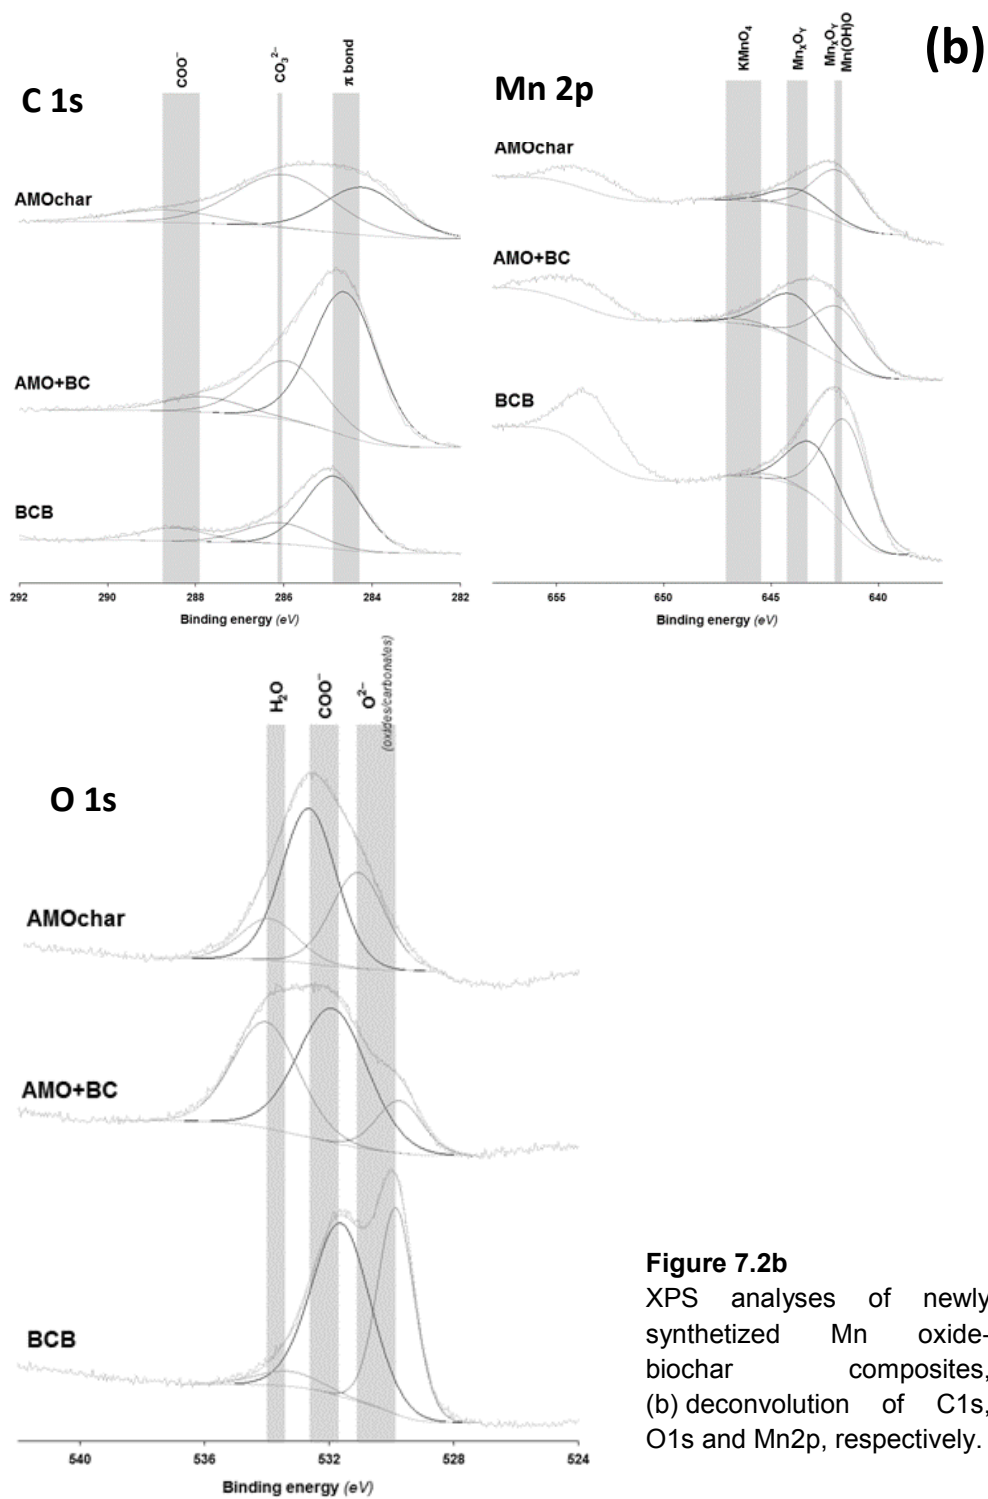 (b)
C 1s
COO⁻
CO₃²⁻
π bond
AMOchar
AMO+BC
BCB
292 290 288 286 284 282
Binding energy (eV)
Mn 2p
KMnO₄
MnₓOᵧ
MnₓOᵧ
Mn(OH)O
AMOchar
AMO+BC
BCB
655 650 645 640
Binding energy (eV)
O 1s
H₂O
COO⁻
O²⁻
(oxides/carbonates)
AMOchar
AMO+BC
BCB
540 536 532 528 524
Binding energy (eV)
Figure 7.2b
XPS analyses of newly
synthetized Mn oxide-
biochar composites,
(b) deconvolution of C1s,
O1s and Mn2p, respectively.